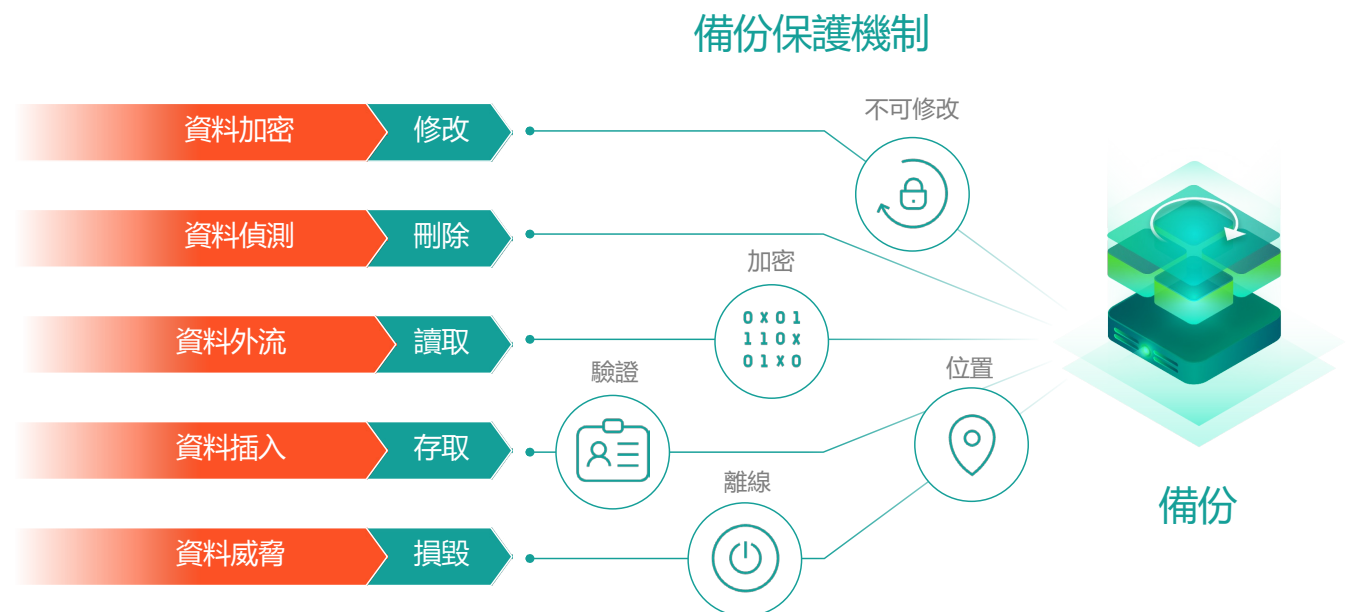 備份保護機制
資料加密 修改
不可修改
資料偵測 刪除
加密
資料外流 讀取
0 X 0 1
1 1 0 X
0 1 X 0
驗證
位置
資料插入 存取
離線
備份
資料威脅 損毀